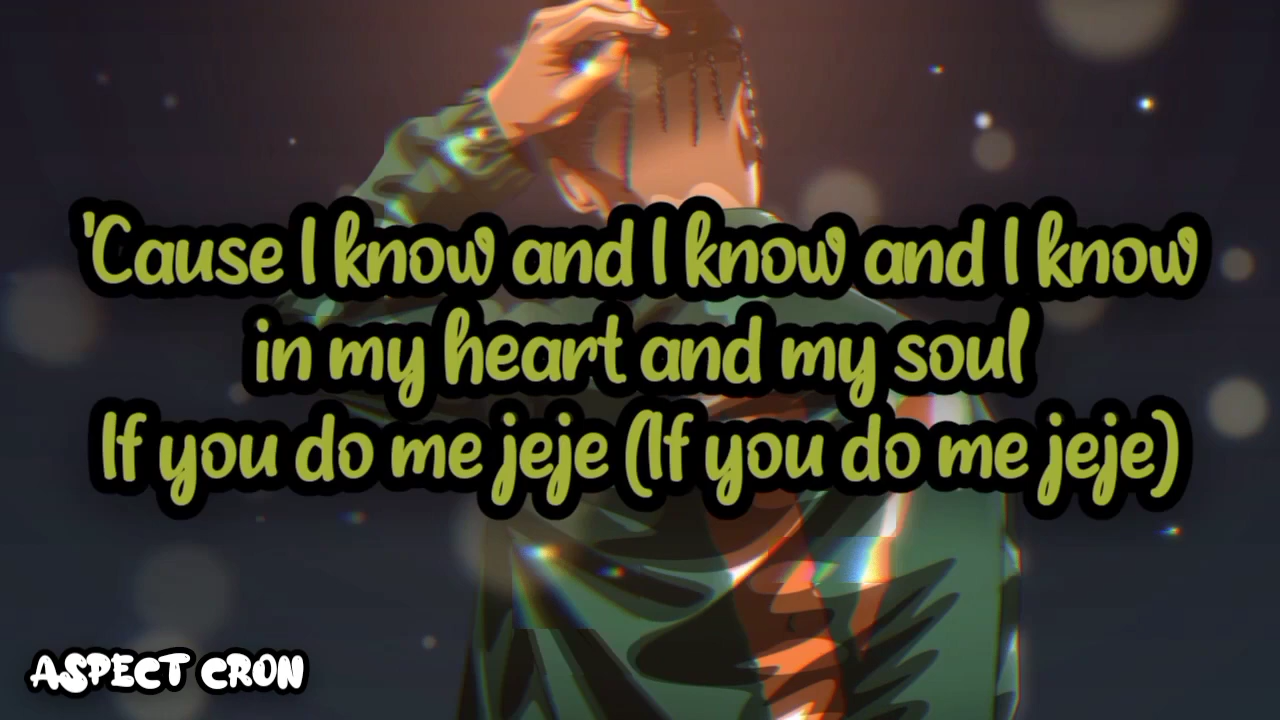 'Cause I know and I know and I know
in my heart and my soul
If you do me jeje (If you do me jeje)
ASPECT CRON